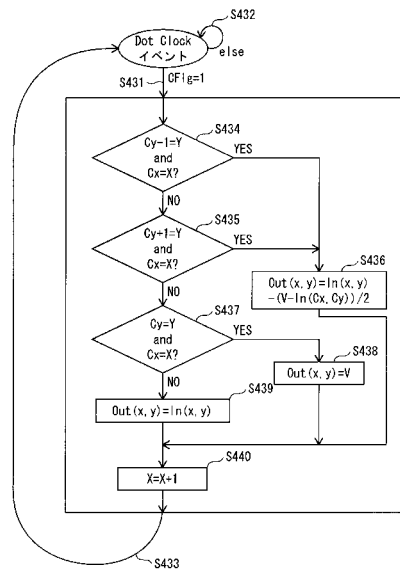 S432
Dot Clock
イベント
else
S431
CFlg=1
S434
Cy-1=Y
and
Cx=X?
YES
NO
S435
Cy+1=Y
and
Cx=X?
YES
NO
S436
Out(x, y)=In(x, y)
-(V-In(Cx, Cy))/2
S437
Cy=Y
and
Cx=X?
YES
NO
S438
Out(x, y)=V
S439
Out(x, y)=In(x, y)
S440
X=X+1
S433